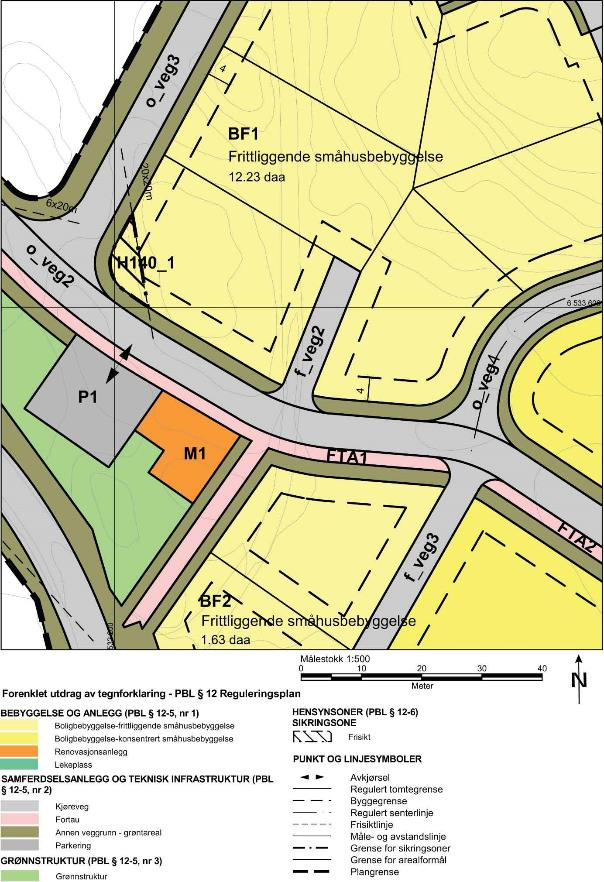 o_veg3
4
BF1
Frittliggende småhusbebyggelse
12.23 daa
20x20m
6x20m
H140_1
o_veg2
6 533 600
f_veg2
o_veg4
4
P1
M1
FTA1
FTA2
f_veg3
BF2
Frittliggende småhusbebyggelse
1.63 daa
Målestokk 1:500
0 10 20 30 40
Meter
N
Forenklet utdrag av tegnforklaring - PBL § 12 Reguleringsplan
BEBYGGELSE OG ANLEGG (PBL § 12-5, nr 1)
Boligbebyggelse-frittliggende småhusbebyggelse
Boligbebyggelse-konsentrert småhusbebyggelse
Renovasjonsanlegg
Lekeplass
SAMFERDSELSANLEGG OG TEKNISK INFRASTRUKTUR (PBL
§ 12-5, nr 2)
Kjøreveg
Fortau
Annen veggrunn - grøntareal
Parkering
GRØNNSTRUKTUR (PBL § 12-5, nr 3)
Grønnstruktur
HENSYNSONER (PBL § 12-6)
SIKRINGSONE
Frisikt
PUNKT OG LINJESYMBOLER
Avkjørsel
Regulert tomtegrense
Byggegrense
Regulert senterlinje
Frisiktlinje
Måle- og avstandslinje
Grense for sikringsoner
Grense for arealformål
Plangrense